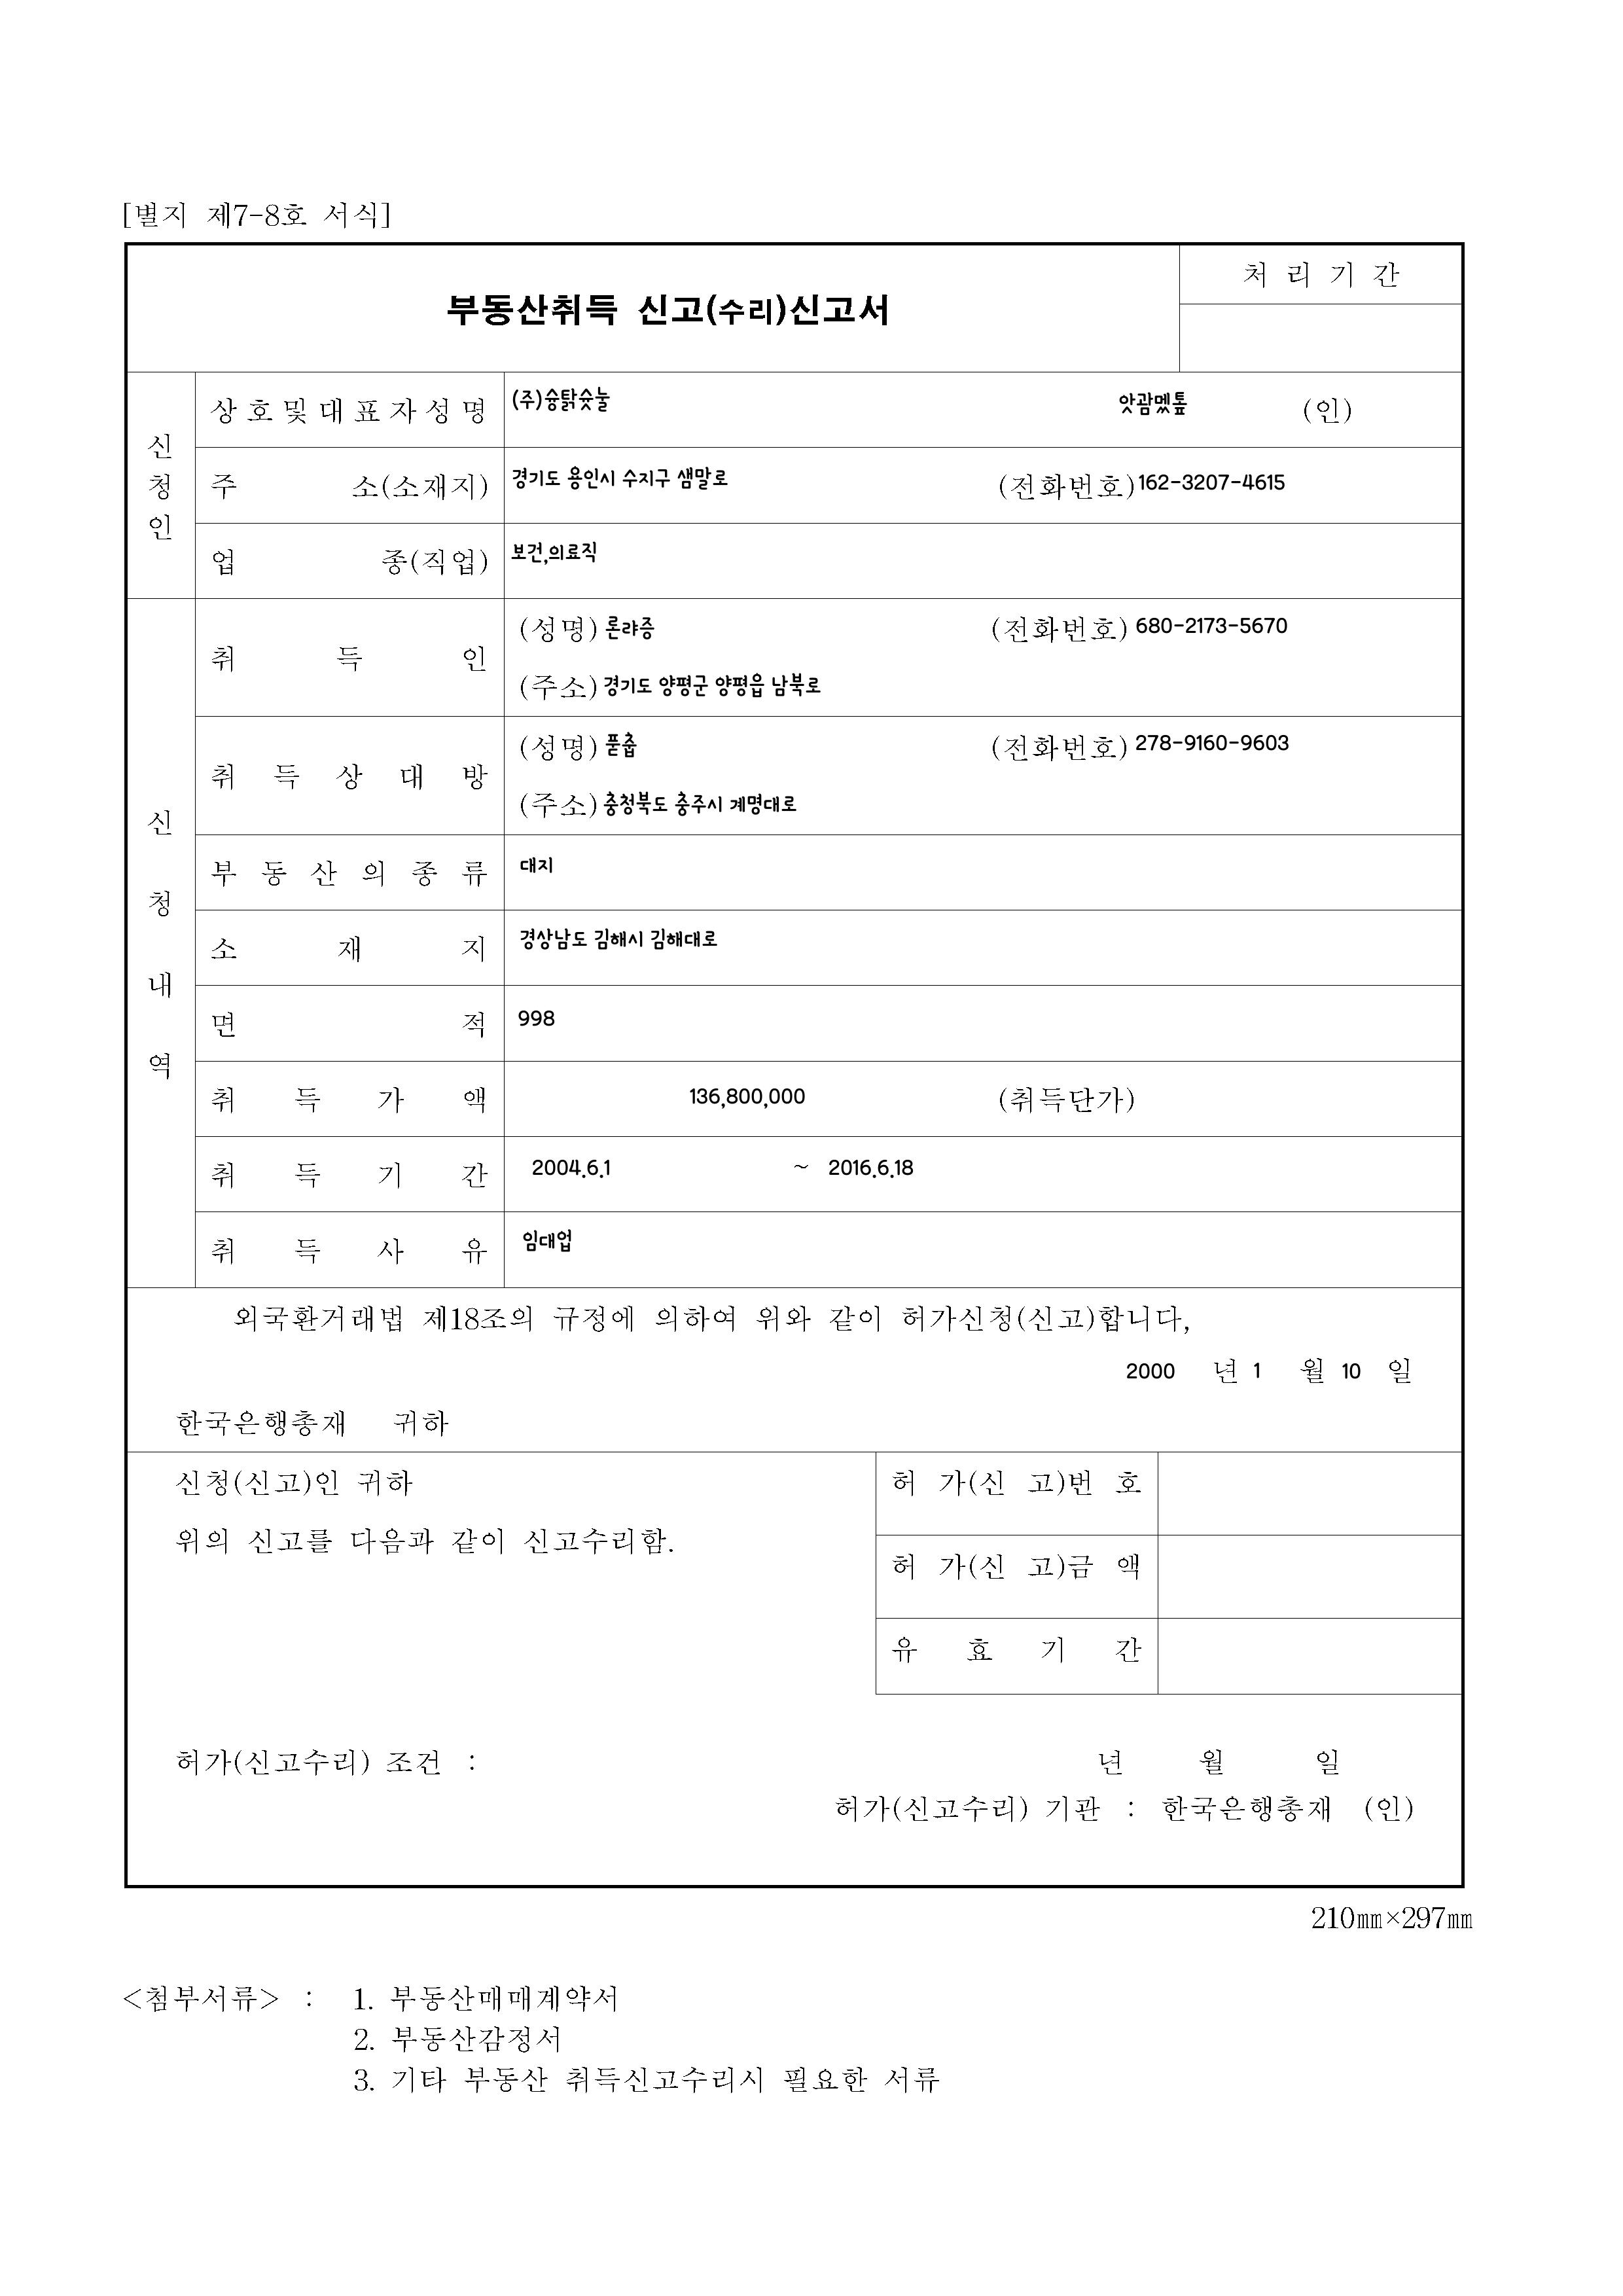 [별지 제7-8호 서식]
부동산취득 신고(수리)신고서
처 리 기 간
신청인
상호및대표자성명 (주)승탉슛눌 앗괌멨톺 (인)
주 소(소재지) 경기도 용인시 수지구 샘말로 (전화번호) 162-3207-4615
업 종(직업) 보건,의료직
신청내역
취 득 인 (성명) 론랴증 (전화번호) 680-2173-5670
(주소) 경기도 양평군 양평읍 남북로
취 득 상 대 방 (성명) 푿춥 (전화번호) 278-9160-9603
(주소) 충청북도 충주시 계명대로
부 동 산 의 종 류 대지
소 재 지 경상남도 김해시 김해대로
면 적 998
취 득 가 액 136,800,000 (취득단가)
취 득 기 간 2004.6.1 ~ 2016.6.18
취 득 사 유 임대업
외국환거래법 제18조의 규정에 의하여 위와 같이 허가신청(신고)합니다,
2000 년 1 월 10 일
한국은행총재 귀하
신청(신고)인 귀하
위의 신고를 다음과 같이 신고수리함.
허 가(신 고)번 호
허 가(신 고)금 액
유 효 기 간
허가(신고수리) 조건 : 년 월 일
허가(신고수리) 기관 : 한국은행총재 (인)
210㎜×297㎜
<첨부서류> : 1. 부동산매매계약서
2. 부동산감정서
3. 기타 부동산 취득신고수리시 필요한 서류